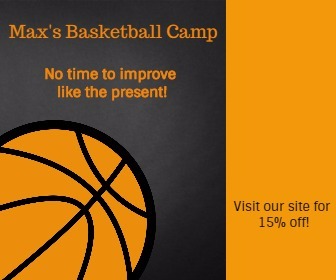 Max's Basketball Camp
No time to improve
like the present!
Visit our site for
15% off!